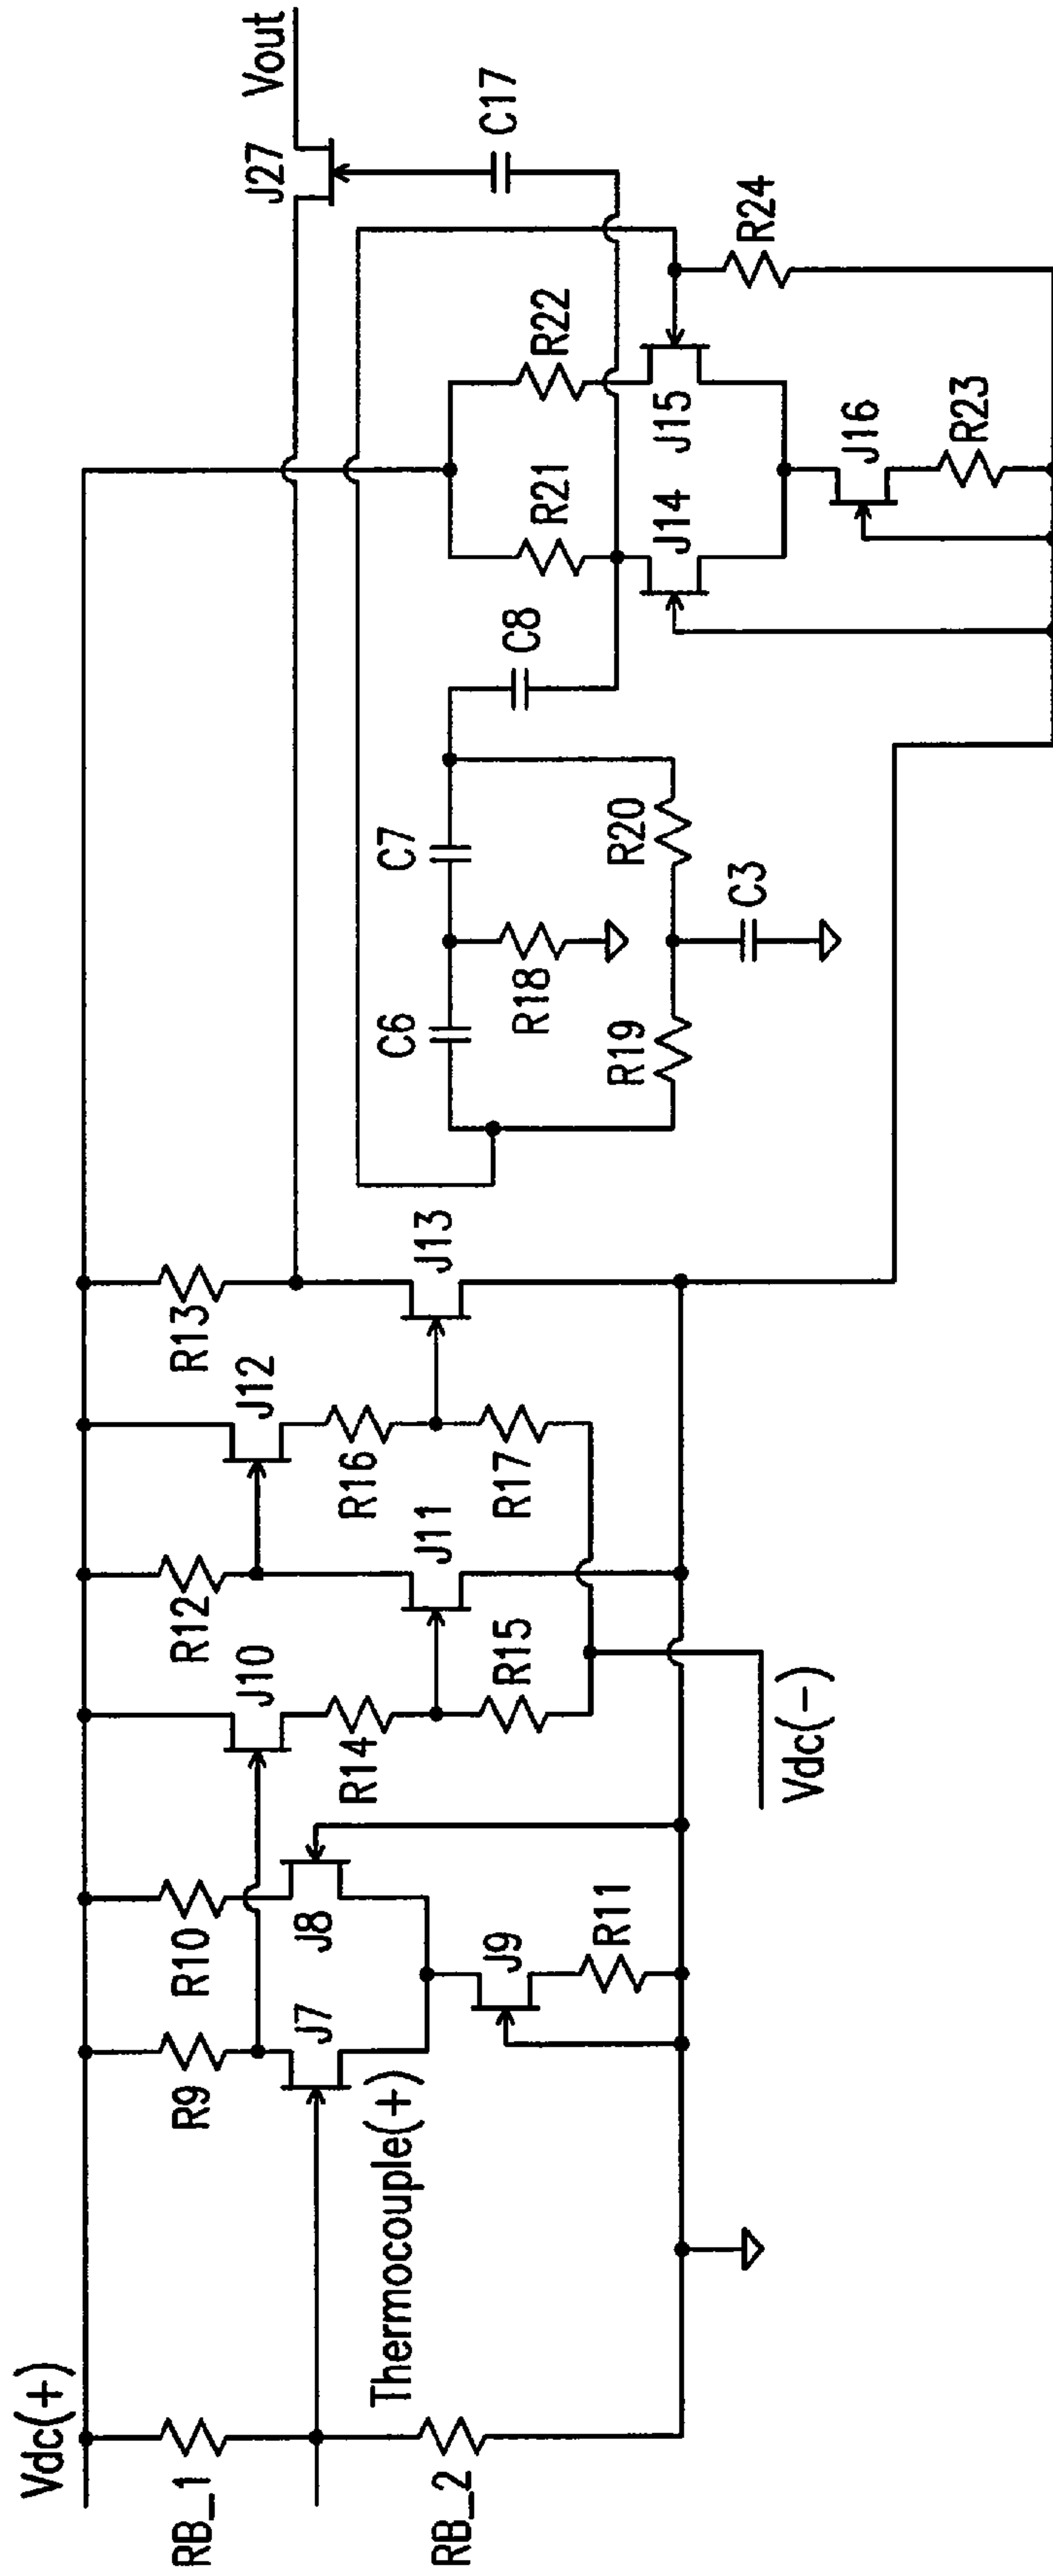 Vdc(+)
RB_1
RB_2
Thermocouple(+)
R9
R10
J7
J8
J9
R11
J10
R12
J12
R13
R14
R16
J11
J13
R15
R17
Vdc(-)
C6
C7
R18
R19
R20
C3
C8
R21
R22
J14
J15
J16
R23
R24
J27
Vout
C17